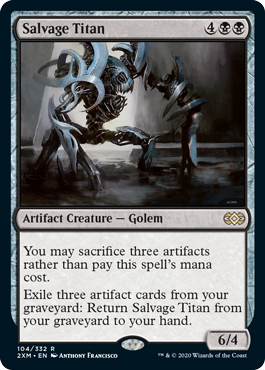 Salvage Titan 4
Artifact Creature — Golem
You may sacrifice three artifacts
rather than pay this spell's mana
cost.
Exile three artifact cards from your
graveyard: Return Salvage Titan from
your graveyard to your hand.
6/4
104/332 R
2XM • EN Anthony Francisco
™ & © 2020 Wizards of the Coast